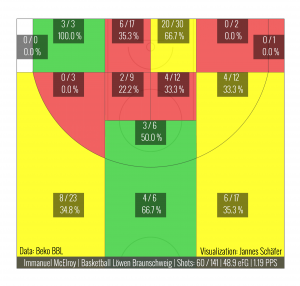 3 / 3
100.0 %
6 / 17
35.3 %
20 / 30
66.7 %
0 / 2
0.0 %
0 / 0
0.0 %
0 / 1
0.0 %
0 / 3
0.0 %
2 / 9
22.2 %
4 / 12
33.3 %
4 / 12
33.3 %
3 / 6
50.0 %
8 / 23
34.8 %
4 / 6
66.7 %
6 / 17
35.3 %
Data: Beko BBL
Visualization: Jannes Schäfer
Immanuel McElroy | Basketball Löwen Braunschweig | Shots: 60 / 141 | 48.9 eFG | 1.19 PPS